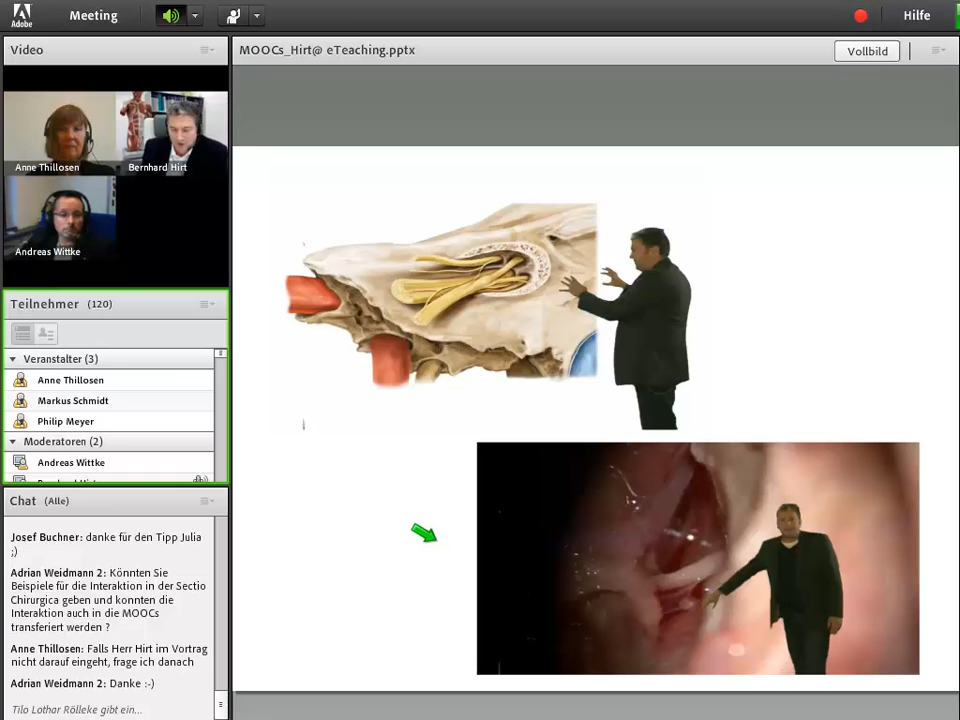 Adobe
Meeting
Hilfe
Video
Anne Thillosen
Bernhard Hirt
Andreas Wittke
MOOCs_Hirt@ eTeaching.pptx
Vollbild
Teilnehmer (120)
Veranstalter (3)
Anne Thillosen
Markus Schmidt
Philip Meyer
Moderatoren (2)
Andreas Wittke
Chat (Alle)
Josef Buchner: danke für den Tipp Julia
;)
Adrian Weidmann 2: Könnten Sie
Beispiele für die Interaktion in der Sectio
Chirurgica geben und konnten die
Interaktion auch in die MOOCs
transferiert werden ?
Anne Thillosen: Falls Herr Hirt im Vortrag
nicht darauf eingeht, frage ich danach
Adrian Weidmann 2: Danke :-)
Tilo Lothar Rölleke gibt ein...